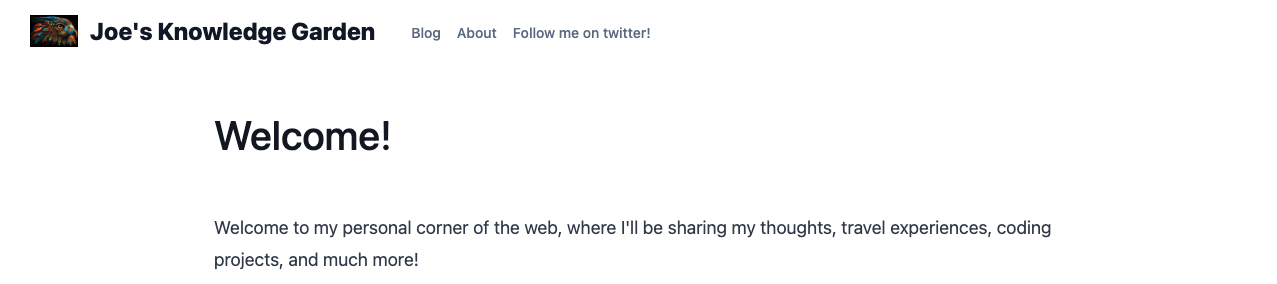 Joe's Knowledge Garden
Blog
About
Follow me on twitter!
Welcome!
Welcome to my personal corner of the web, where I'll be sharing my thoughts, travel experiences, coding
projects, and much more!